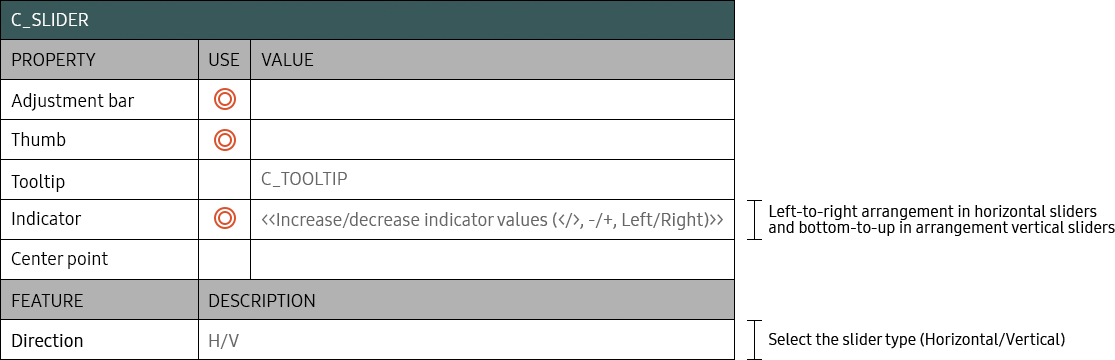 C_SLIDER
PROPERTY USE VALUE
Adjustment bar
Thumb
Tooltip C_TOOLTIP
Indicator <<Increase/decrease indicator values (</>, -/+, Left/Right)>>
Left-to-right arrangement in horizontal sliders
and bottom-to-up in arrangement vertical sliders
Center point
FEATURE DESCRIPTION
Direction H/V
Select the slider type (Horizontal/Vertical)